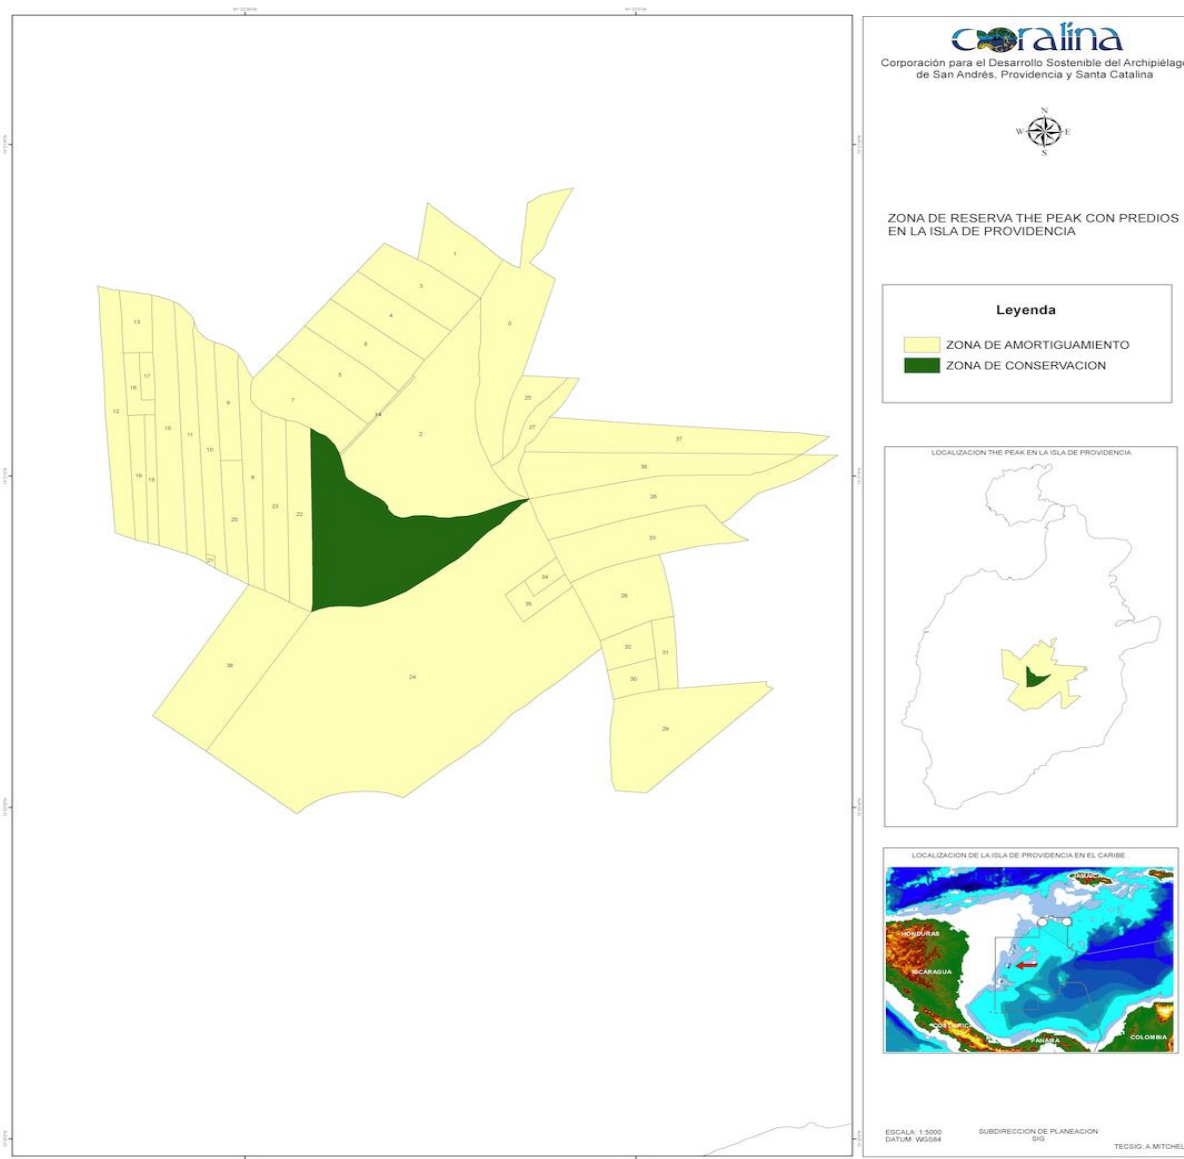 coralina
Corporación para el Desarrollo Sostenible del Archipiélago
de San Andrés, Providencia y Santa Catalina
N
W E
S
ZONA DE RESERVA THE PEAK CON PREDIOS
EN LA ISLA DE PROVIDENCIA
Leyenda
ZONA DE AMORTIGUAMIENTO
ZONA DE CONSERVACION
LOCALIZACION THE PEAK EN LA ISLA DE PROVIDENCIA
LOCALIZACION DE LA ISLA DE PROVIDENCIA EN EL CARIBE
HONDURAS
NICARAGUA
COSTA RICA
PANAMA
COLOMBIA
ESCALA: 1:5000
DATUM: WGS84
SUBDIRECCION DE PLANEACION
SIG
TECSIG: A.MITCHEL
1
3
4
6
5
7
14
2
0
25
27
37
36
26
33
34
35
28
32
31
30
29
24
38
13
17
16
12
15
11
9
10
8
19
18
20
23
22
21